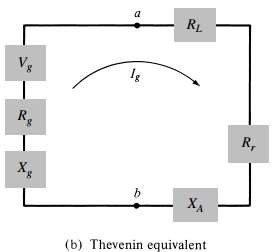 a
R_L
V_g
I_g
R_g
R_r
X_g
b
X_A
(b) Thevenin equivalent